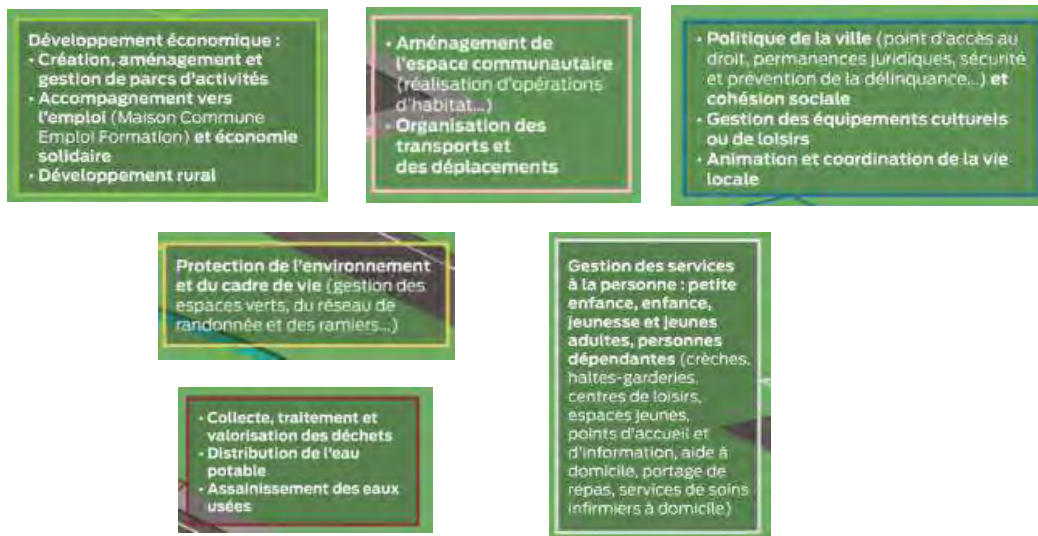 Développement économique :
• Création, aménagement et
gestion de parcs d'activités
• Accompagnement vers
l'emploi (Maison Commune
Emploi Formation) et économie
solidaire
• Développement rural
• Aménagement de
l'espace communautaire
(réalisation d'opérations
d'habitat...)
• Organisation des
transports et
des déplacements
• Politique de la ville (point d'accès au
droit, permanences juridiques, sécurité
et prévention de la délinquance...) et
cohésion sociale
• Gestion des équipements culturels
ou de loisirs
• Animation et coordination de la vie
locale
Protection de l'environnement
et du cadre de vie (gestion des
espaces verts, du réseau de
randonnée et des ramiers...)
• Collecte, traitement et
valorisation des déchets
• Distribution de l'eau
potable
• Assainissement des eaux
usées
Gestion des services
à la personne : petite
enfance, enfance,
jeunesse et jeunes
adultes, personnes
dépendantes (crèches,
haltes-garderies,
centres de loisirs,
espaces jeunes,
points d'accueil et
d'information, aide à
domicile, portage de
repas, services de soins
infirmiers à domicile)